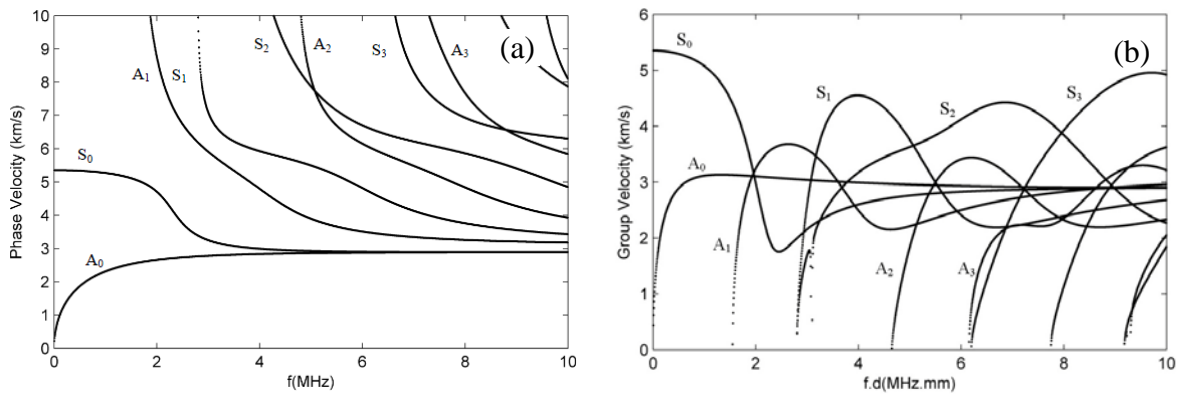 (a)
10
9
8
7
6
5
4
3
2
1
0
Phase Velocity (km/s)
A1
S1
S2
A2
S3
A3
S0
A0
0 2 4 6 8 10
f(MHz)
(b)
6
5
4
3
2
1
0
Group Velocity (km/s)
S0
S1
S2
S3
A0
A1
A2
A3
0 2 4 6 8 10
f.d(MHz.mm)